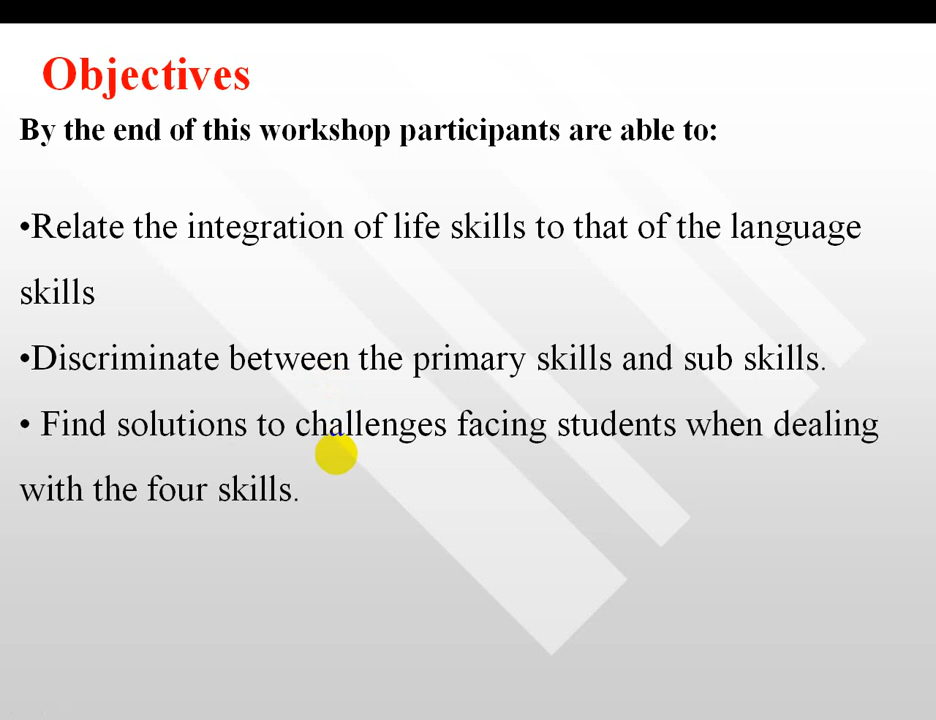 Objectives
By the end of this workshop participants are able to:
•Relate the integration of life skills to that of the language
skills
•Discriminate between the primary skills and sub skills.
• Find solutions to challenges facing students when dealing
with the four skills.